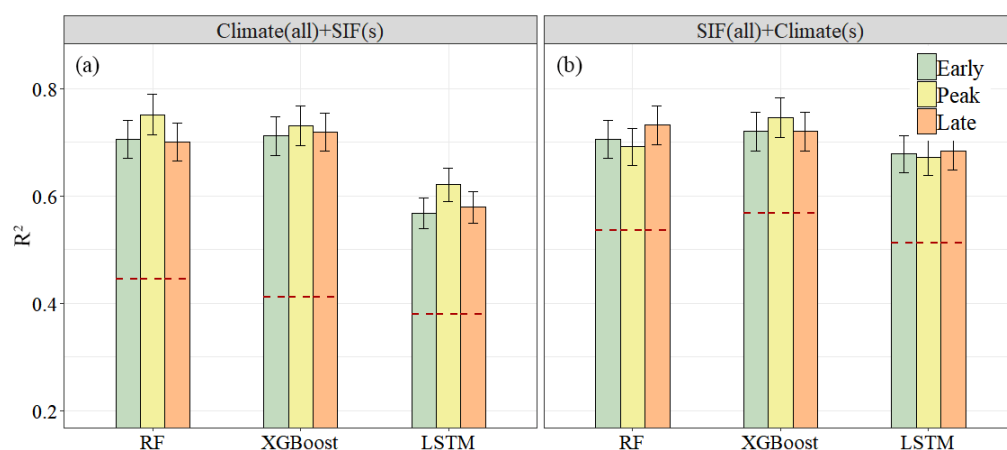 Climate(all)+SIF(s)
SIF(all)+Climate(s)
(a)
(b)
Early
Peak
Late
R²
0.8
0.6
0.4
0.2
RF
XGBoost
LSTM
RF
XGBoost
LSTM